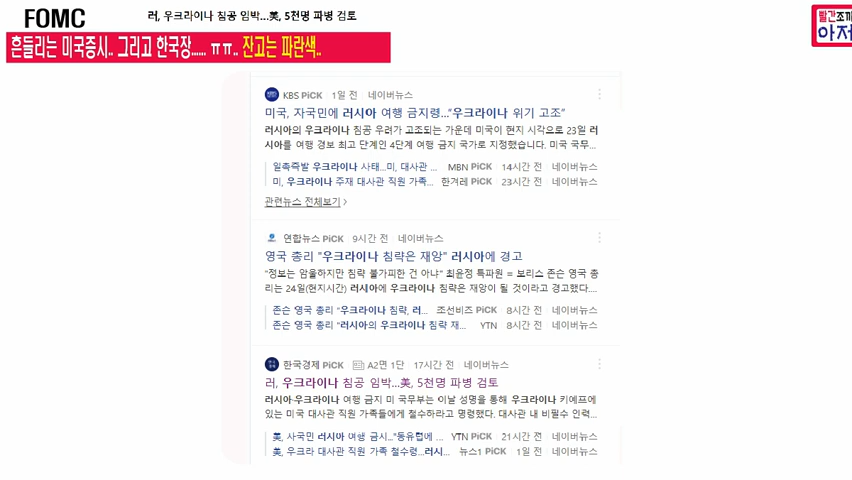 FOMC
러, 우크라이나 침공 임박...美, 5천명 파병 검토
흔들리는 미국증시.. 그리고 한국장...... ㅠㅠ.. 잔고는 파란색..
빨간조끼
아저
KBS PiCK 1일 전 네이버뉴스
미국, 자국민에 러시아 여행 금지령..."우크라이나 위기 고조"
러시아의 우크라이나 침공 우려가 고조되는 가운데 미국이 현지 시각으로 23일 러
시아를 여행 경보 최고 단계인 4단계 여행 금지 국가로 지정했습니다. 미국 국무...
일촉즉발 우크라이나 사태...미, 대사관 ... MBN PiCK 14시간 전 네이버뉴스
미, 우크라이나 주재 대사관 직원 가족... 한겨레 PiCK 23시간 전 네이버뉴스
관련뉴스 전체보기 >
연합뉴스 PiCK 9시간 전 네이버뉴스
영국 총리 "우크라이나 침략은 재앙" 러시아에 경고
"정보는 암울하지만 침략 불가피한 건 아냐" 최윤정 특파원 = 보리스 존슨 영국 총
리는 24일(현지시간) 러시아에 우크라이나 침략은 재앙이 될 것이라고 경고했다....
존슨 영국 총리 "우크라이나 침략, 러... 조선비즈 PiCK 8시간 전 네이버뉴스
존슨 영국 총리 "러시아의 우크라이나 침략 재... YTN 8시간 전 네이버뉴스
한국경제 PiCK A2면 1단 17시간 전 네이버뉴스
러, 우크라이나 침공 임박...美, 5천명 파병 검토
러시아·우크라이나 여행 금지 미 국무부는 이날 성명을 통해 우크라이나 키예프에
있는 미국 대사관 직원 가족들에게 철수하라고 명령했다. 대사관 내 비필수 인력...
美, 자국민 러시아 여행 금지..."동유럽에 ... YTN PiCK 21시간 전 네이버뉴스
美, 우크라 대사관 직원 가족 철수령...러시... 뉴스1 PiCK 1일 전 네이버뉴스